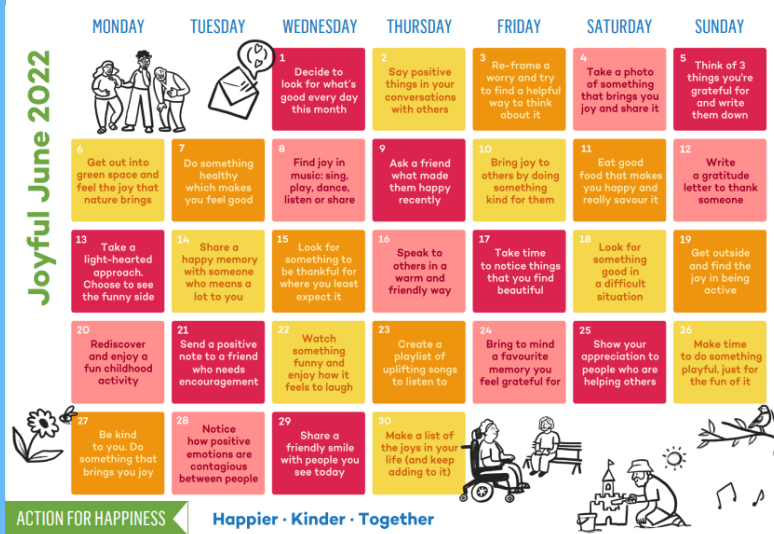 Joyful June 2022
MONDAY
TUESDAY
WEDNESDAY
THURSDAY
FRIDAY
SATURDAY
SUNDAY
1
Decide to
look for what's
good every day
this month
2
Say positive
things in your
conversations
with others
3
Re-frame a
worry and try
to find a helpful
way to think
about it
4
Take a photo
of something
that brings you
joy and share it
5
Think of 3
things you're
grateful for
and write
them down
6
Get out into
green space and
feel the joy that
nature brings
7
Do something
healthy
which makes
you feel good
8
Find joy in
music: sing,
play, dance,
listen or share
9
Ask a friend
what made
them happy
recently
10
Bring joy to
others by doing
something
kind for them
11
Eat good
food that makes
you happy and
really savour it
12
Write
a gratitude
letter to thank
someone
13
Take a
light-hearted
approach.
Choose to see
the funny side
14
Share a
happy memory
with someone
who means a
lot to you
15
Look for
something to
be thankful for
where you least
expect it
16
Speak to
others in a
warm and
friendly way
17
Take time
to notice things
that you find
beautiful
18
Look for
something
good in
a difficult
situation
19
Get outside
and find the
joy in being
active
20
Rediscover
and enjoy a
fun childhood
activity
21
Send a positive
note to a friend
who needs
encouragement
22
Watch
something
funny and
enjoy how it
feels to laugh
23
Create a
playlist of
uplifting songs
to listen to
24
Bring to mind
a favourite
memory you
feel grateful for
25
Show your
appreciation to
people who are
helping others
26
Make time
to do something
playful, just for
the fun of it
27
Be kind
to you. Do
something that
brings you joy
28
Notice
how positive
emotions are
contagious
between people
29
Share a
friendly smile
with people you
see today
30
Make a list of
the joys in your
life (and keep
adding to it)
ACTION FOR HAPPINESS
Happier · Kinder · Together